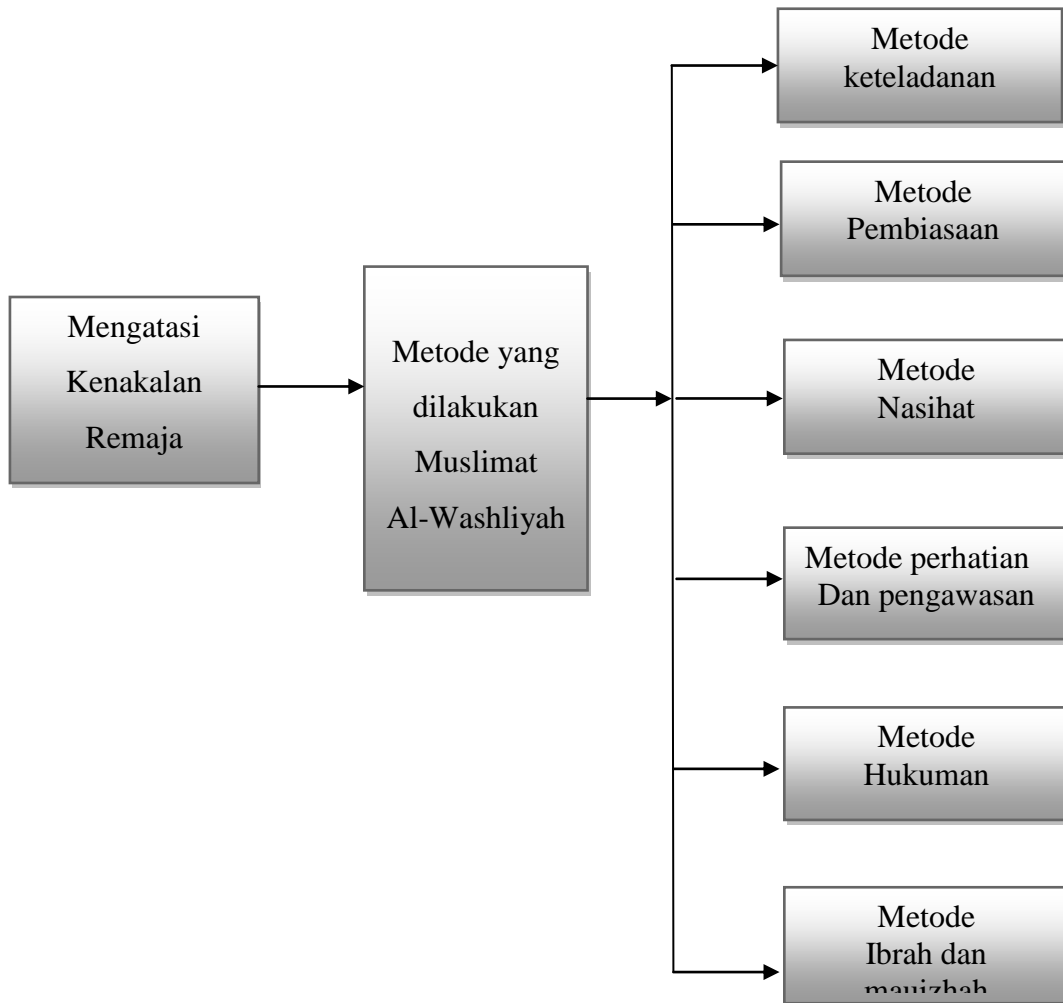 Mengatasi
Kenakalan
Remaja
Metode yang
dilakukan
Muslimat
Al-Washliyah
Metode
keteladanan
Metode
Pembiasaan
Metode
Nasihat
Metode perhatian
Dan pengawasan
Metode
Hukuman
Metode
Ibrah dan
mauizhah